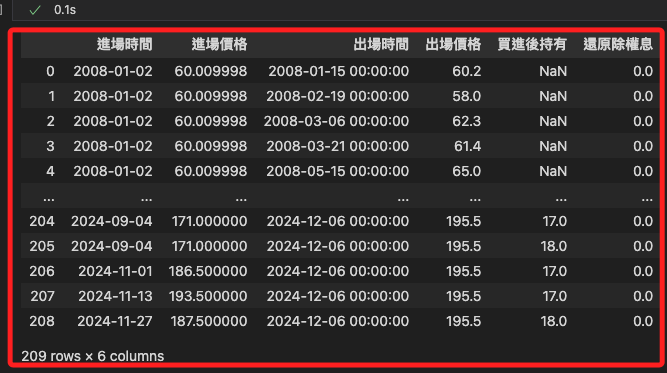 0.1s
進場時間 進場價格 出場時間 出場價格 買進後持有 還原除權息
0 2008-01-02 60.009998 2008-01-15 00:00:00 60.2 NaN 0.0
1 2008-01-02 60.009998 2008-02-19 00:00:00 58.0 NaN 0.0
2 2008-01-02 60.009998 2008-03-06 00:00:00 62.3 NaN 0.0
3 2008-01-02 60.009998 2008-03-21 00:00:00 61.4 NaN 0.0
4 2008-01-02 60.009998 2008-05-15 00:00:00 65.0 NaN 0.0
... ... ... ... ... ... ...
204 2024-09-04 171.000000 2024-12-06 00:00:00 195.5 17.0 0.0
205 2024-09-04 171.000000 2024-12-06 00:00:00 195.5 18.0 0.0
206 2024-11-01 186.500000 2024-12-06 00:00:00 195.5 17.0 0.0
207 2024-11-13 193.500000 2024-12-06 00:00:00 195.5 17.0 0.0
208 2024-11-27 187.500000 2024-12-06 00:00:00 195.5 18.0 0.0
209 rows × 6 columns